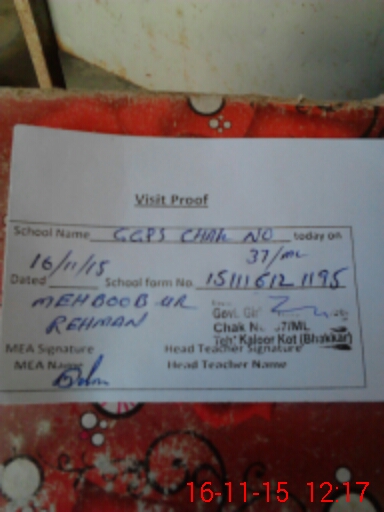 Visit Proof
School Name GGPS CHAK NO today on
37/ML
16/11/15
Dated School form No. 15111612 1195
MEHBOOB UR
REHMAN
Govt.
Chak No. 37/ML
Teh: Kaloor Kot (Bhakkar)
MEA Signature Head Teacher Signature
MEA Name Head Teacher Name
16-11-15 12:17